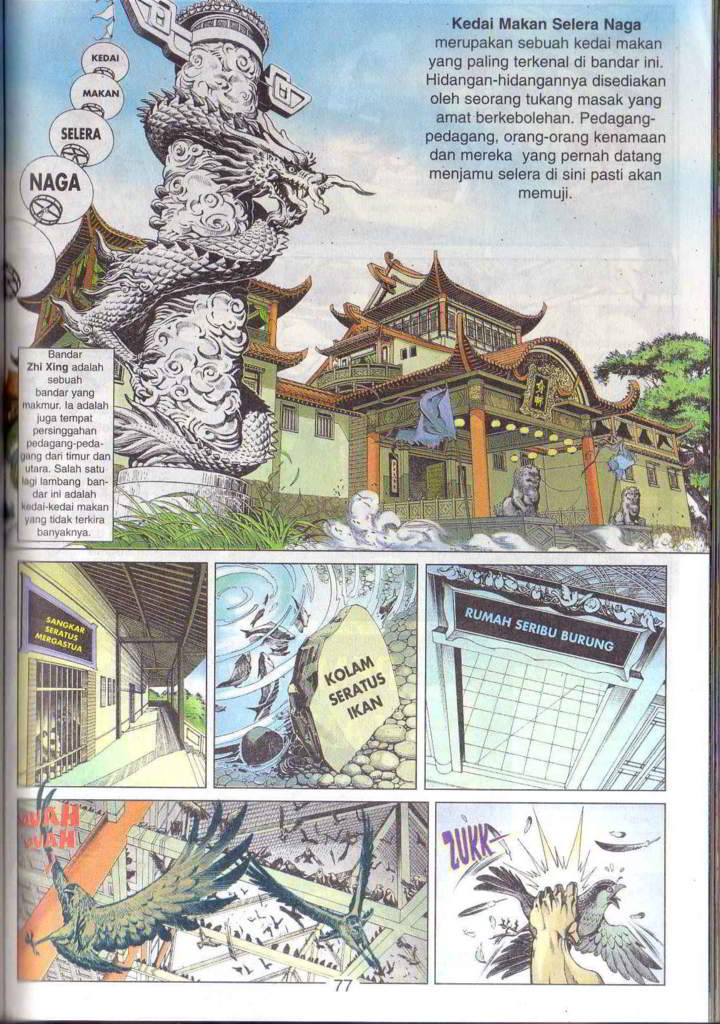 Kedai Makan Selera Naga
merupakan sebuah kedai makan
yang paling terkenal di bandar ini.
Hidangan-hidangannya disediakan
oleh seorang tukang masak yang
amat berkebolehan. Pedagang-
pedagang, orang-orang kenamaan
dan mereka yang pernah datang
menjamu selera di sini pasti akan
memuji.
KEDAI
MAKAN
SELERA
NAGA
Bandar
Zhi Xing adalah
sebuah
bandar yang
makmur. Ia adalah
juga tempat
persinggahan
pedagang-peda-
gang dari timur dan
utara. Salah satu
lagi lambang ban-
dar ini adalah
kedai-kedai makan
yang tidak terkira
banyaknya.
SANGKAR
SERATUS
MERGASTUA
KOLAM
SERATUS
IKAN
RUMAH SERIBU BURUNG
ZUKK
77